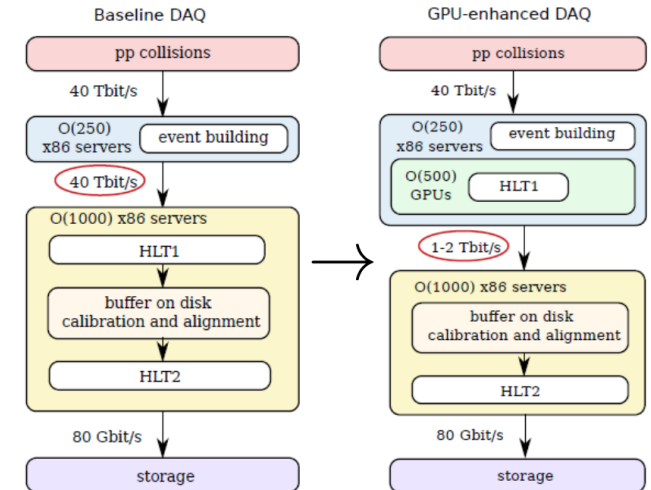 Baseline DAQ
pp collisions
40 Tbit/s
O(250)
x86 servers
event building
40 Tbit/s
O(1000) x86 servers
HLT1
buffer on disk
calibration and alignment
HLT2
80 Gbit/s
storage
GPU-enhanced DAQ
pp collisions
40 Tbit/s
O(250)
x86 servers
event building
O(500)
GPUs
HLT1
1-2 Tbit/s
O(1000) x86 servers
buffer on disk
calibration and alignment
HLT2
80 Gbit/s
storage